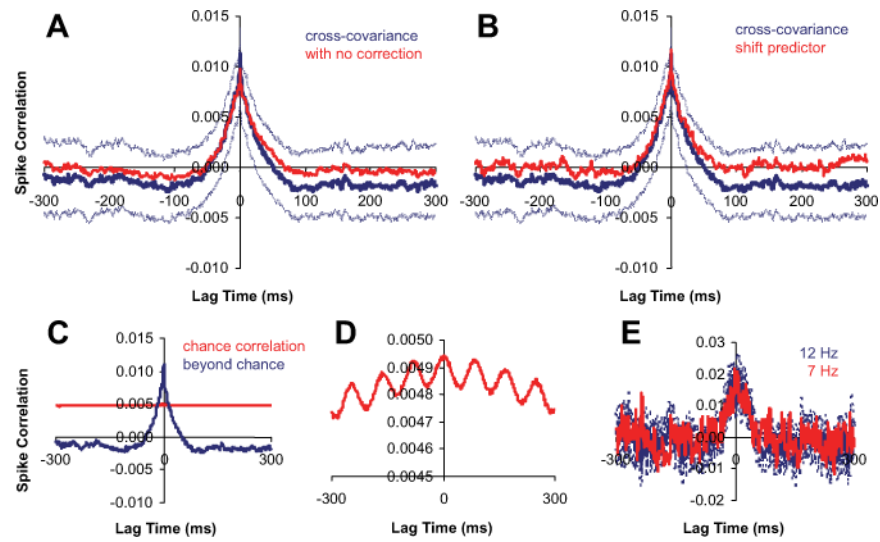 A
cross-covariance
with no correction
Spike Correlation
0.015
0.010
0.005
0.000
-0.005
-0.010
-300 -200 -100 0 100 200 300
Lag Time (ms)
B
cross-covariance
shift predictor
0.015
0.010
0.005
0.000
-0.005
-0.010
-300 -200 -100 0 100 200 300
Lag Time (ms)
C
chance correlation
beyond chance
Spike Correlation
0.015
0.010
0.005
0.000
-0.005
-0.010
-300 0 300
Lag Time (ms)
D
0.0050
0.0049
0.0048
0.0047
0.0046
0.0045
-300 0 300
Lag Time (ms)
E
12 Hz
7 Hz
0.03
0.02
0.01
0.00
-0.01
-0.02
-300 0 300
Lag Time (ms)